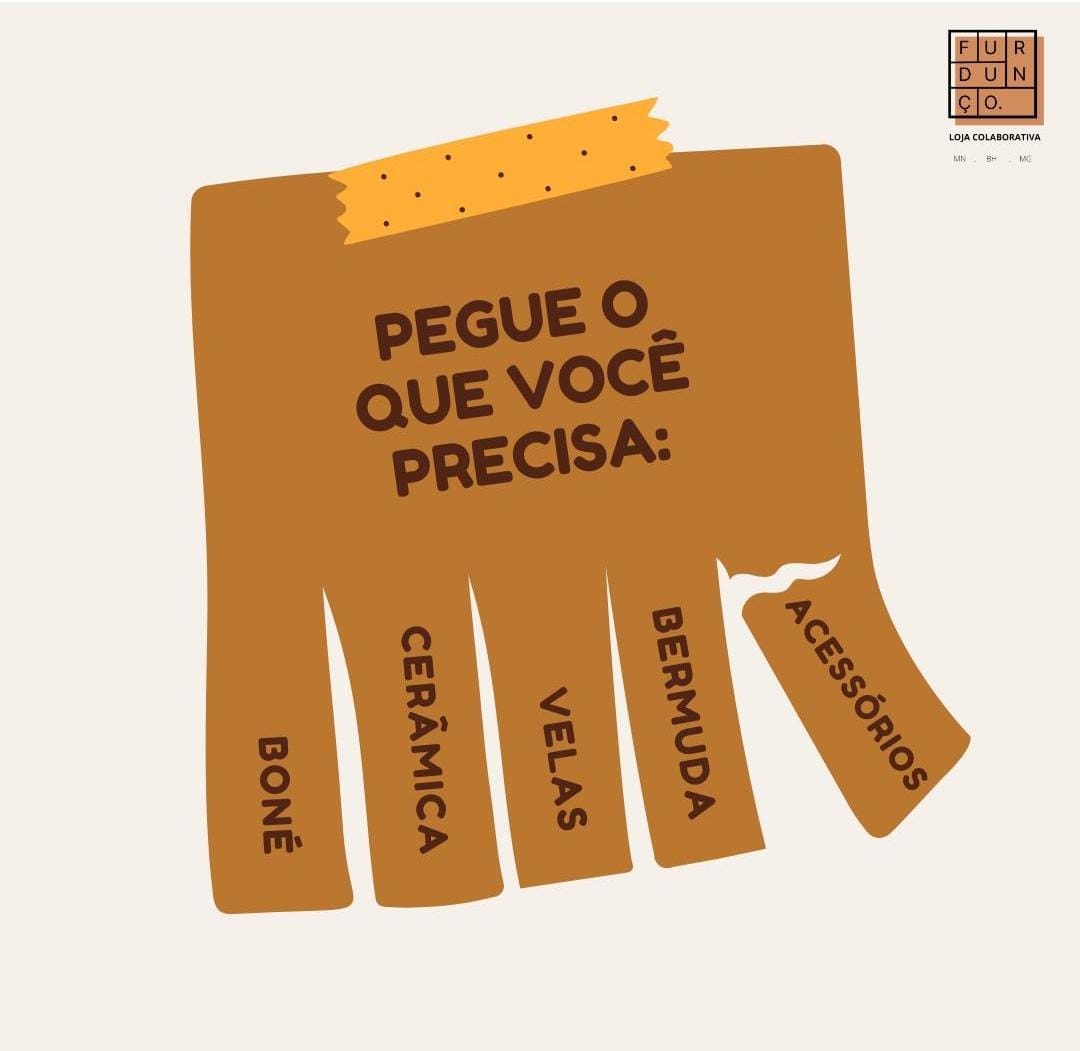 FUR
DUN
ÇO.
LOJA COLABORATIVA
MN . BH . MG
PEGUE O
QUE VOCÊ
PRECISA:
BONÉ
CERÂMICA
VELAS
BERMUDA
ACESSÓRIOS